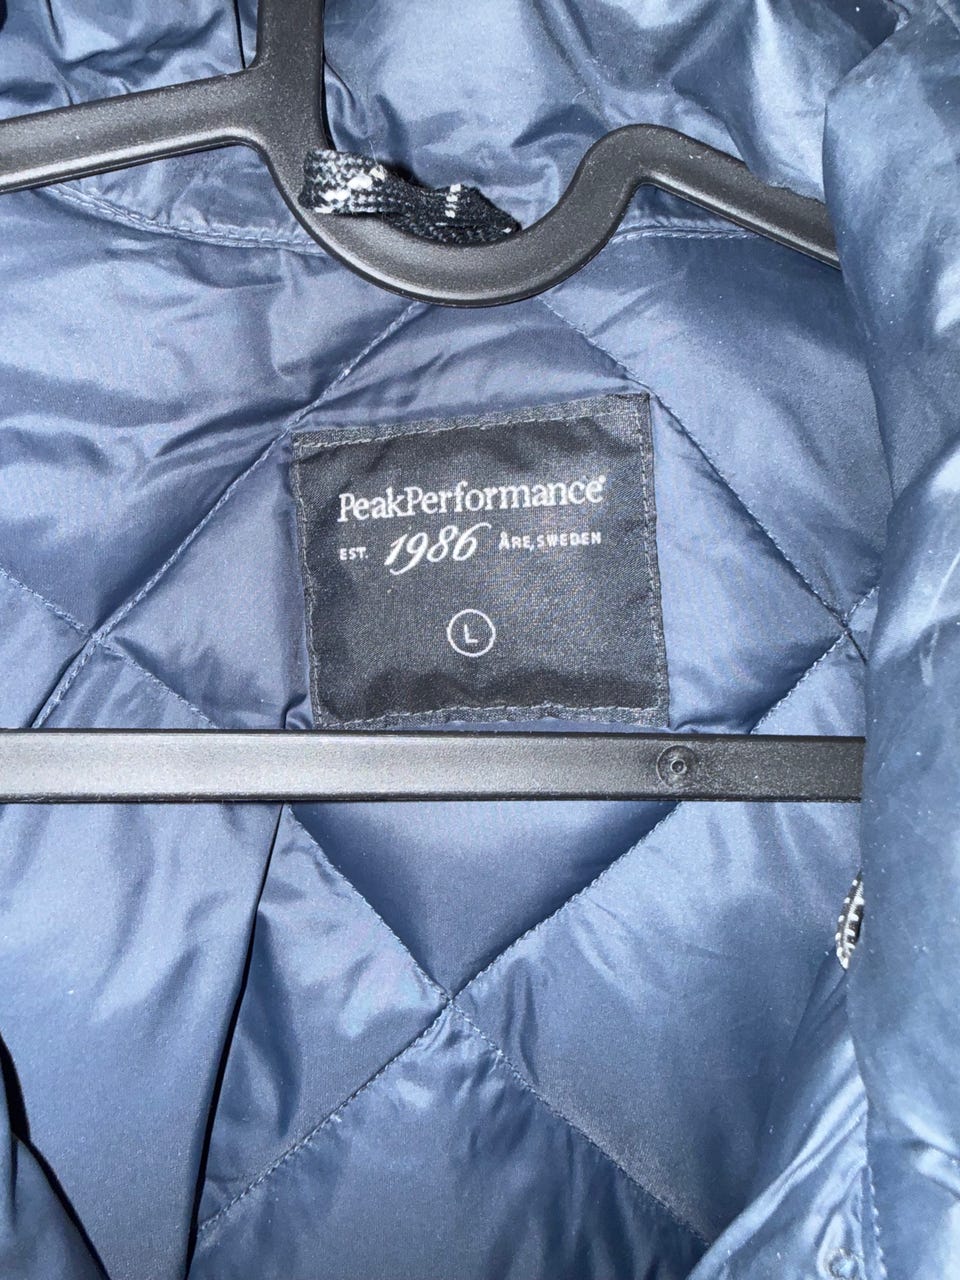 PeakPerformance®
EST. 1986 ÅRE, SWEDEN
L